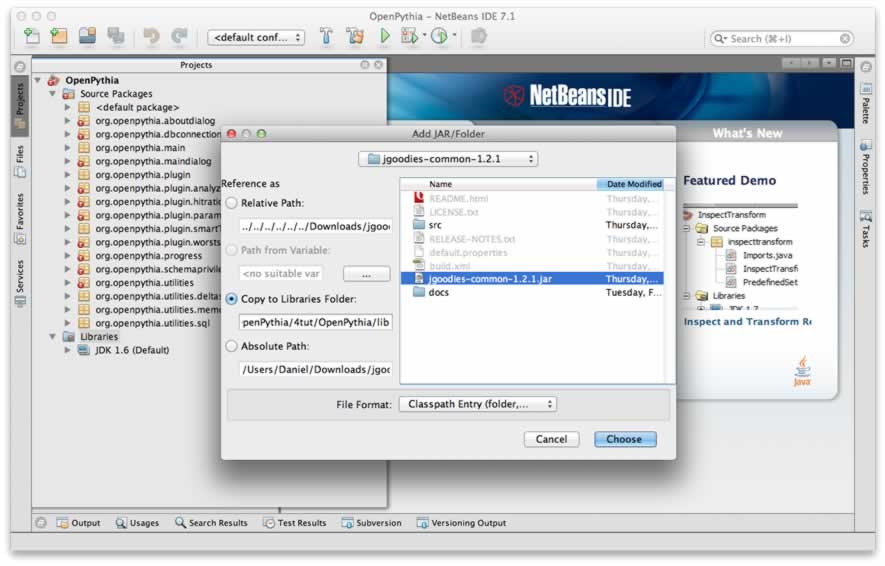 OpenPythia - NetBeans IDE 7.1
<default conf...
Search (⌘+I)
Projects
Projects
Files
Favorites
Services
OpenPythia
Source Packages
<default package>
org.openpythia.aboutdialog
org.openpythia.dbconnection
org.openpythia.main
org.openpythia.maindialog
org.openpythia.plugin
org.openpythia.plugin.analyz
org.openpythia.plugin.hitratio
org.openpythia.plugin.param
org.openpythia.plugin.smartT
org.openpythia.plugin.worsts
org.openpythia.progress
org.openpythia.schemaprivile
org.openpythia.utilities
org.openpythia.utilities.deltas
org.openpythia.utilities.memo
org.openpythia.utilities.sql
Libraries
JDK 1.6 (Default)
NetBeans IDE
What's New
Featured Demo
InspectTransform
Source Packages
inspecttransform
Imports.java
InspectTransf
PredefinedSet
Libraries
JDK 1.7
Inspect and Transform Re
Java
Palette
Properties
Tasks
Add JAR/Folder
jgoodies-common-1.2.1
Reference as
Relative Path:
../../../../../../Downloads/jgoo
Path from Variable:
<no suitable var
...
Copy to Libraries Folder:
penPythia/4tut/OpenPythia/lib
Absolute Path:
/Users/Daniel/Downloads/jgoo
Name Date Modified
README.html Thursday,...
LICENSE.txt Thursday,...
src Thursday,...
RELEASE-NOTES.txt Thursday,...
default.properties Thursday,...
build.xml Thursday,...
jgoodies-common-1.2.1.jar Thursday,...
docs Tuesday, F...
File Format: Classpath Entry (folder,...
Cancel Choose
Output Usages Search Results Test Results Subversion Versioning Output